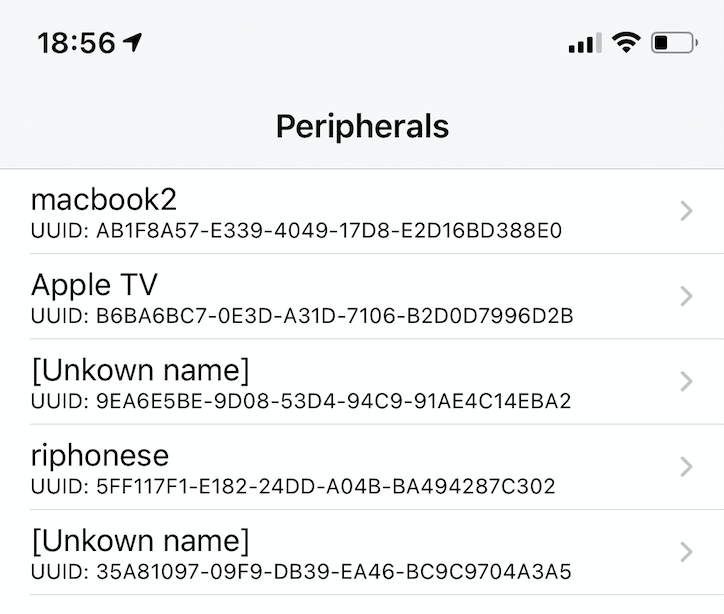 18:56
Peripherals
macbook2
UUID: AB1F8A57-E339-4049-17D8-E2D16BD388E0
Apple TV
UUID: B6BA6BC7-0E3D-A31D-7106-B2D0D7996D2B
[Unkown name]
UUID: 9EA6E5BE-9D08-53D4-94C9-91AE4C14EBA2
riphonese
UUID: 5FF117F1-E182-24DD-A04B-BA494287C302
[Unkown name]
UUID: 35A81097-09F9-DB39-EA46-BC9C9704A3A5